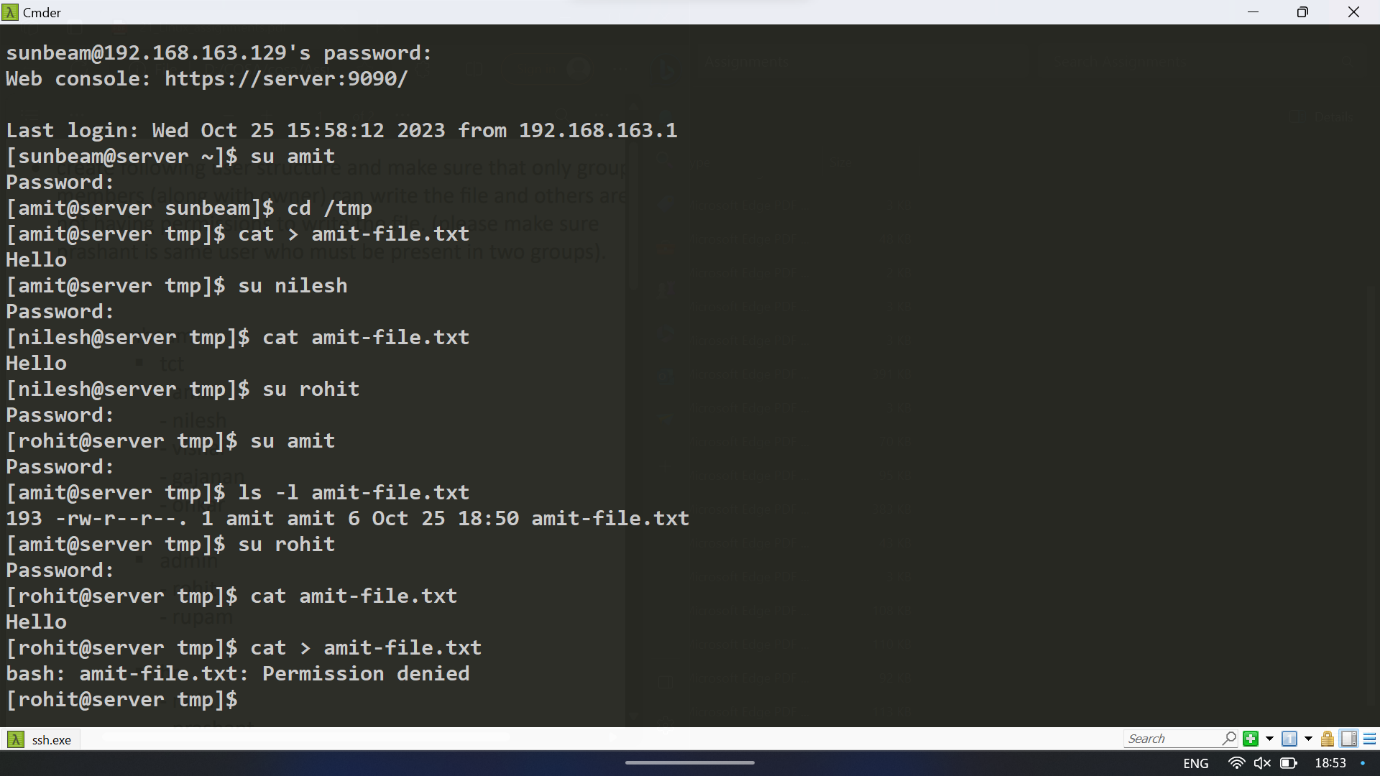 Cmder
sunbeam@192.168.163.129's password:
Web console: https://server:9090/
Last login: Wed Oct 25 15:58:12 2023 from 192.168.163.1
[sunbeam@server ~]$ su amit
Password:
[amit@server sunbeam]$ cd /tmp
[amit@server tmp]$ cat > amit-file.txt
Hello
[amit@server tmp]$ su nilesh
Password:
[nilesh@server tmp]$ cat amit-file.txt
Hello
[nilesh@server tmp]$ su rohit
Password:
[rohit@server tmp]$ su amit
Password:
[amit@server tmp]$ ls -l amit-file.txt
193 -rw-r--r--. 1 amit amit 6 Oct 25 18:50 amit-file.txt
[amit@server tmp]$ su rohit
Password:
[rohit@server tmp]$ cat amit-file.txt
Hello
[rohit@server tmp]$ cat > amit-file.txt
bash: amit-file.txt: Permission denied
[rohit@server tmp]$
ssh.exe
Search
ENG
18:53